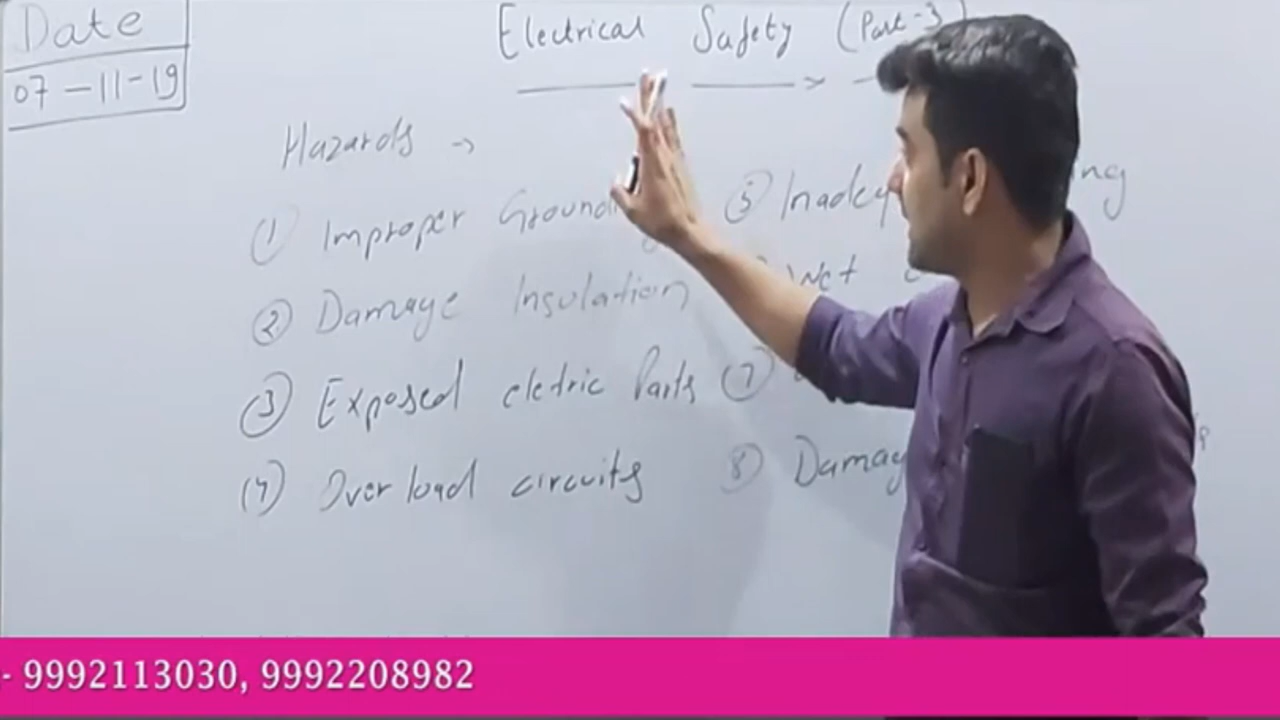 Date
07-11-19
Electrical Safety (Part-3)
Hazards →
① Improper
② Damage Insulation
③ Exposed eletric Parts
(4) Over load circuits
⑤
Wet
⑦
⑧
- 9992113030, 9992208982